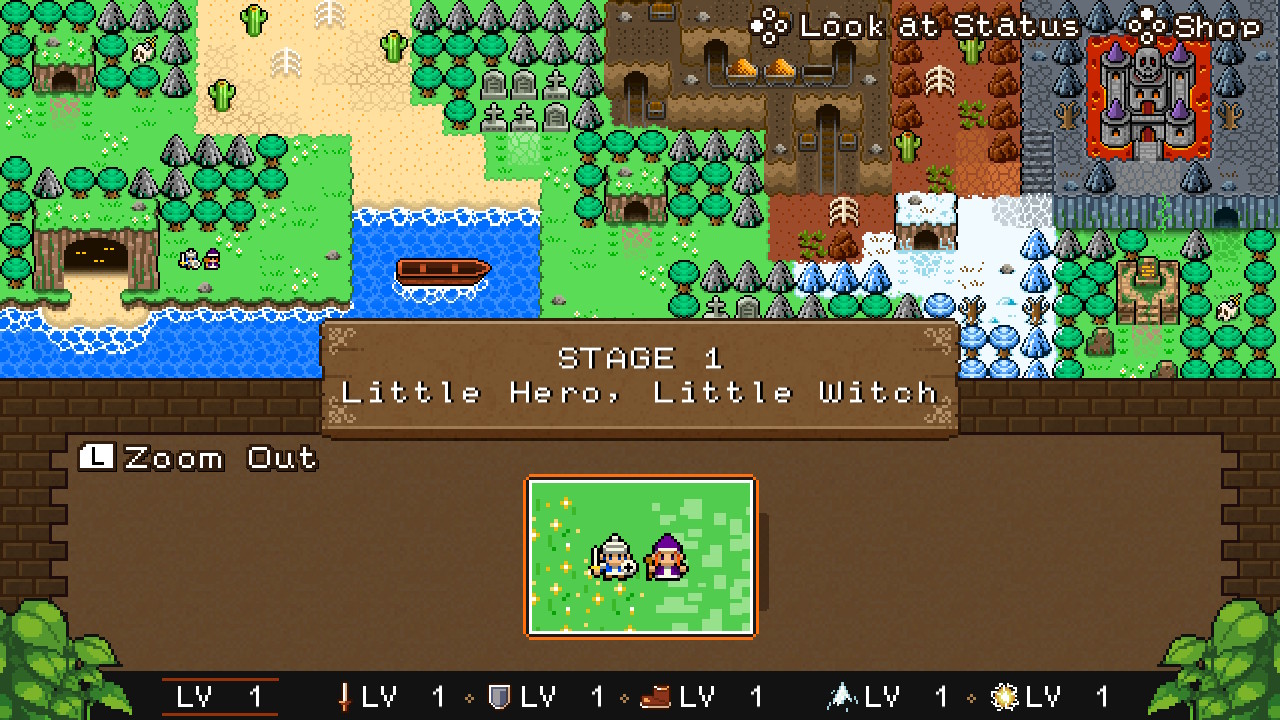 Look at Status
Shop
STAGE 1
Little Hero, Little Witch
L Zoom Out
LV 1 LV 1 LV 1 LV 1 LV 1 LV 1